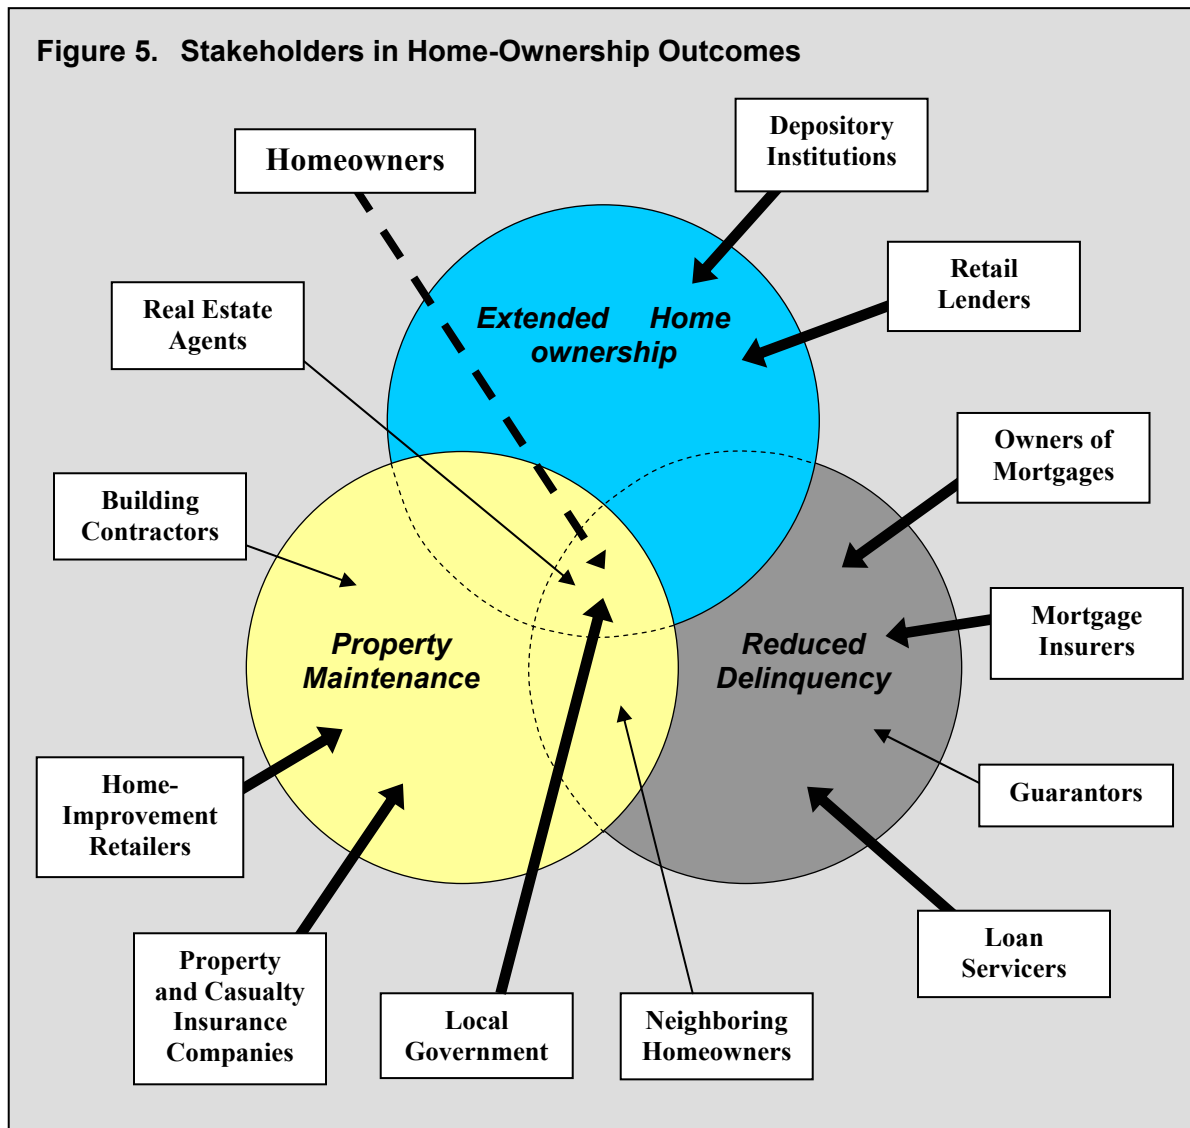 Figure 5. Stakeholders in Home-Ownership Outcomes
Depository
Institutions
Homeowners
Retail
Lenders
Real Estate
Agents
Extended Home
ownership
Owners of
Mortgages
Building
Contractors
Mortgage
Insurers
Property
Maintenance
Reduced
Delinquency
Home-
Improvement
Retailers
Guarantors
Loan
Servicers
Property
and Casualty
Insurance
Companies
Local
Government
Neighboring
Homeowners